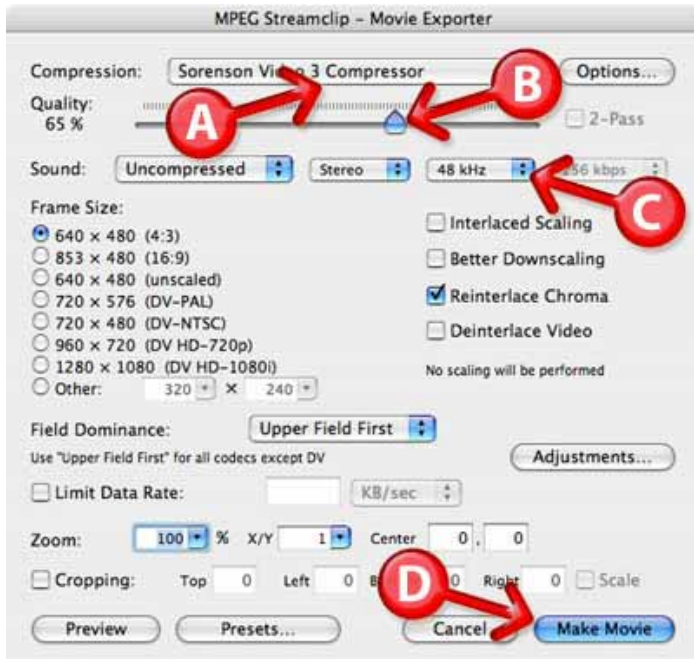 MPEG Streamclip - Movie Exporter
Compression: Sorenson Video 3 Compressor Options...
A B
Quality:
65 % 2-Pass
Sound: Uncompressed Stereo 48 kHz kbps
C
Frame Size:
640 × 480 (4:3) Interlaced Scaling
853 × 480 (16:9) Better Downscaling
640 × 480 (unscaled) Reinterlace Chroma
720 × 576 (DV-PAL)
720 × 480 (DV-NTSC) Deinterlace Video
960 × 720 (DV HD-720p)
1280 × 1080 (DV HD-1080i) No scaling will be performed
Other: 320 × 240
Field Dominance: Upper Field First
Use "Upper Field First" for all codecs except DV Adjustments...
Limit Data Rate: KB/sec
Zoom: 100 % X/Y 1 Center 0 , 0
Cropping: Top 0 Left 0 0 Right 0 Scale
D
Preview Presets... Cancel Make Movie